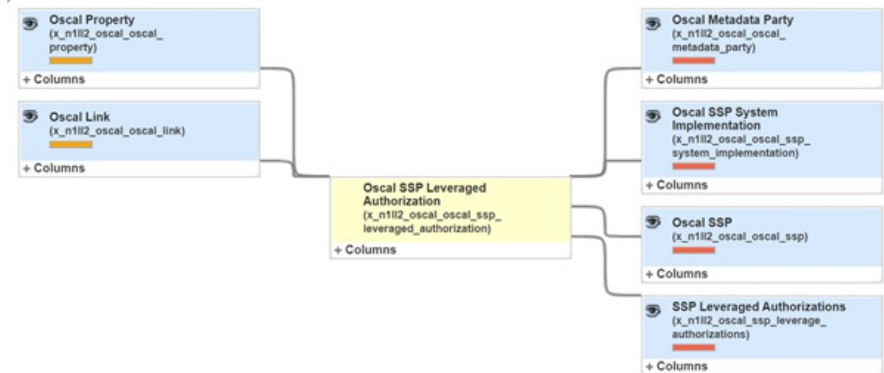 Oscal Property
(x_n1ll2_oscal_oscal_
property)
+ Columns
Oscal Link
(x_n1ll2_oscal_oscal_link)
+ Columns
Oscal SSP Leveraged
Authorization
(x_n1ll2_oscal_oscal_ssp_
leveraged_authorization)
+ Columns
Oscal Metadata Party
(x_n1ll2_oscal_oscal_
metadata_party)
+ Columns
Oscal SSP System
Implementation
(x_n1ll2_oscal_oscal_ssp_
system_implementation)
+ Columns
Oscal SSP
(x_n1ll2_oscal_oscal_ssp)
+ Columns
SSP Leveraged Authorizations
(x_n1ll2_oscal_ssp_leverage_
authorizations)
+ Columns